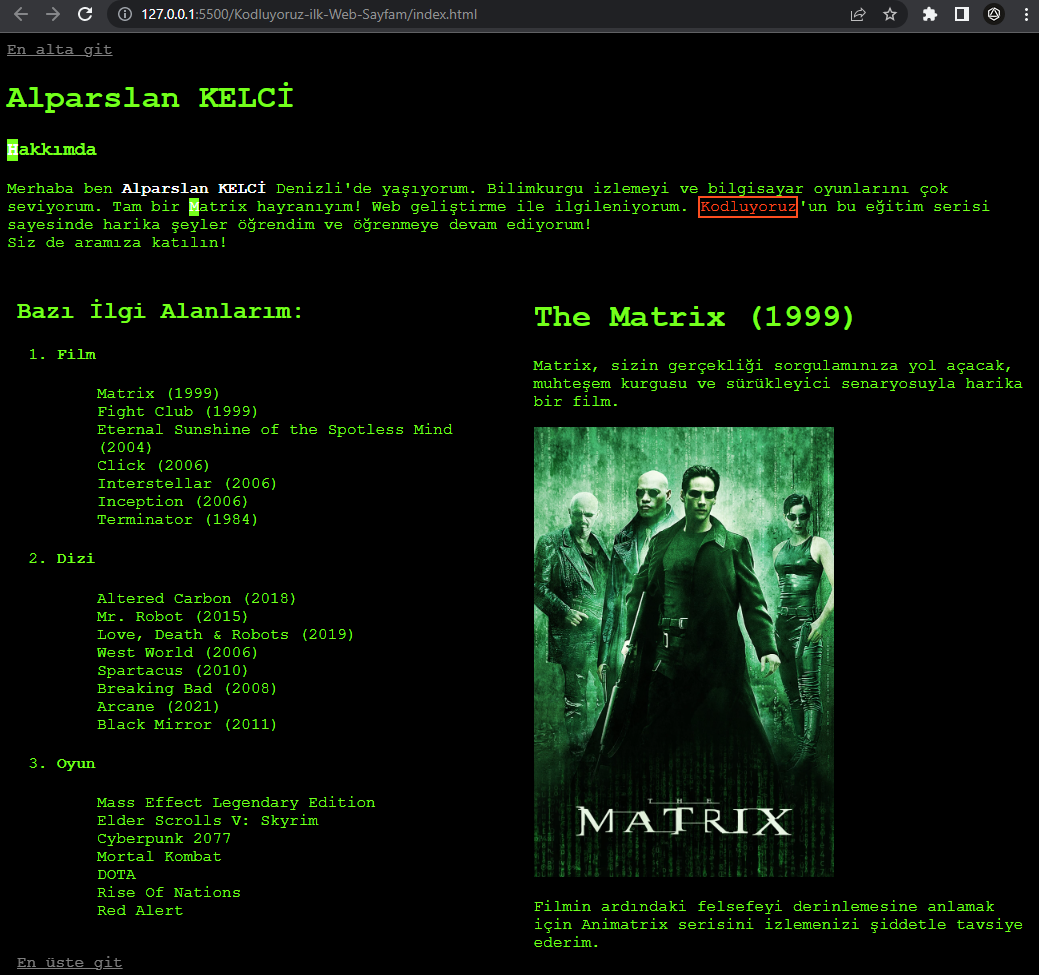 127.0.0.1:5500/Kodluyoruz-ilk-Web-Sayfam/index.html
En alta git
Alparslan KELCİ
Hakkımda
Merhaba ben Alparslan KELCİ Denizli'de yaşıyorum. Bilimkurgu izlemeyi ve bilgisayar oyunlarını çok
seviyorum. Tam bir Matrix hayranıyım! Web geliştirme ile ilgileniyorum. Kodluyoruz'un bu eğitim serisi
sayesinde harika şeyler öğrendim ve öğrenmeye devam ediyorum!
Siz de aramıza katılın!
Bazı İlgi Alanlarım:
1. Film
Matrix (1999)
Fight Club (1999)
Eternal Sunshine of the Spotless Mind
(2004)
Click (2006)
Interstellar (2006)
Inception (2006)
Terminator (1984)
2. Dizi
Altered Carbon (2018)
Mr. Robot (2015)
Love, Death & Robots (2019)
West World (2006)
Spartacus (2010)
Breaking Bad (2008)
Arcane (2021)
Black Mirror (2011)
3. Oyun
Mass Effect Legendary Edition
Elder Scrolls V: Skyrim
Cyberpunk 2077
Mortal Kombat
DOTA
Rise Of Nations
Red Alert
The Matrix (1999)
Matrix, sizin gerçekliği sorgulamınıza yol açacak,
muhteşem kurgusu ve sürükleyici senaryosuyla harika
bir film.
THE
MATRIX
Filmin ardındaki felsefeyi derinlemesine anlamak
için Animatrix serisini izlemenizi şiddetle tavsiye
ederim.
En üste git